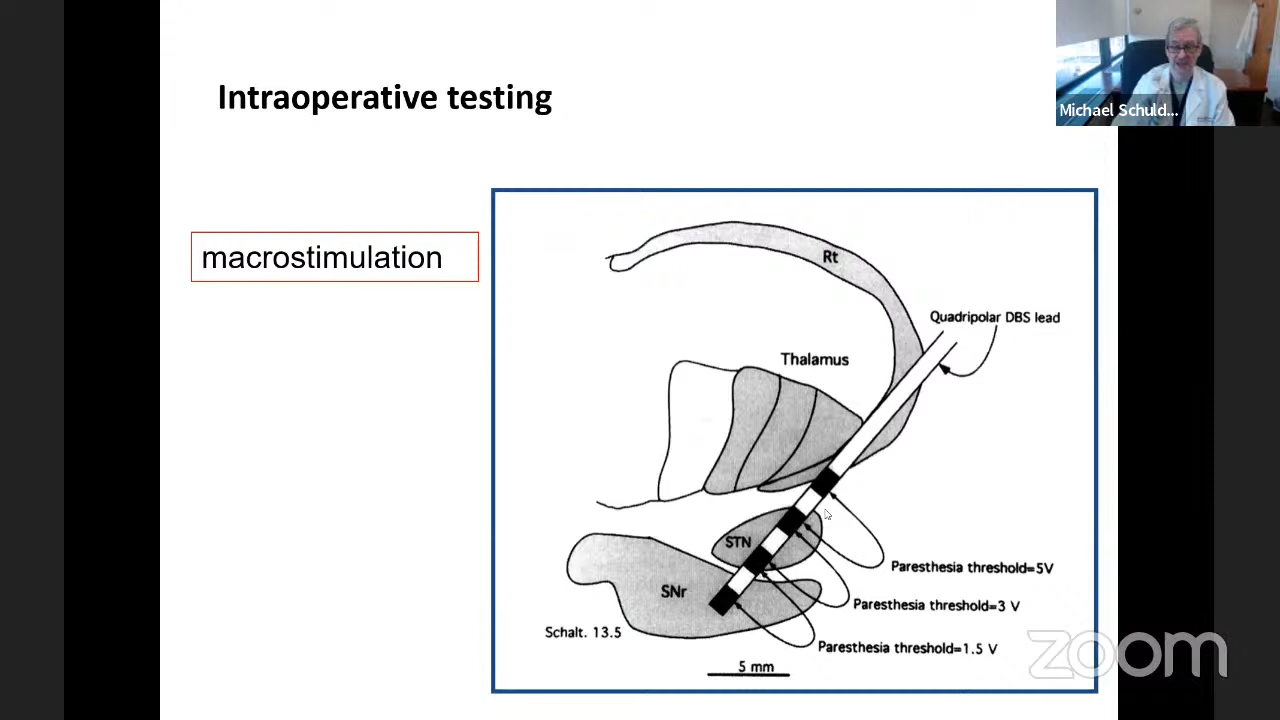 Intraoperative testing
Michael Schuld...
macrostimulation
Rt
Quadripolar DBS lead
Thalamus
STN
SNr
Paresthesia threshold=5V
Paresthesia threshold=3 V
Schalt. 13.5
Paresthesia threshold=1.5 V
5 mm
zoom